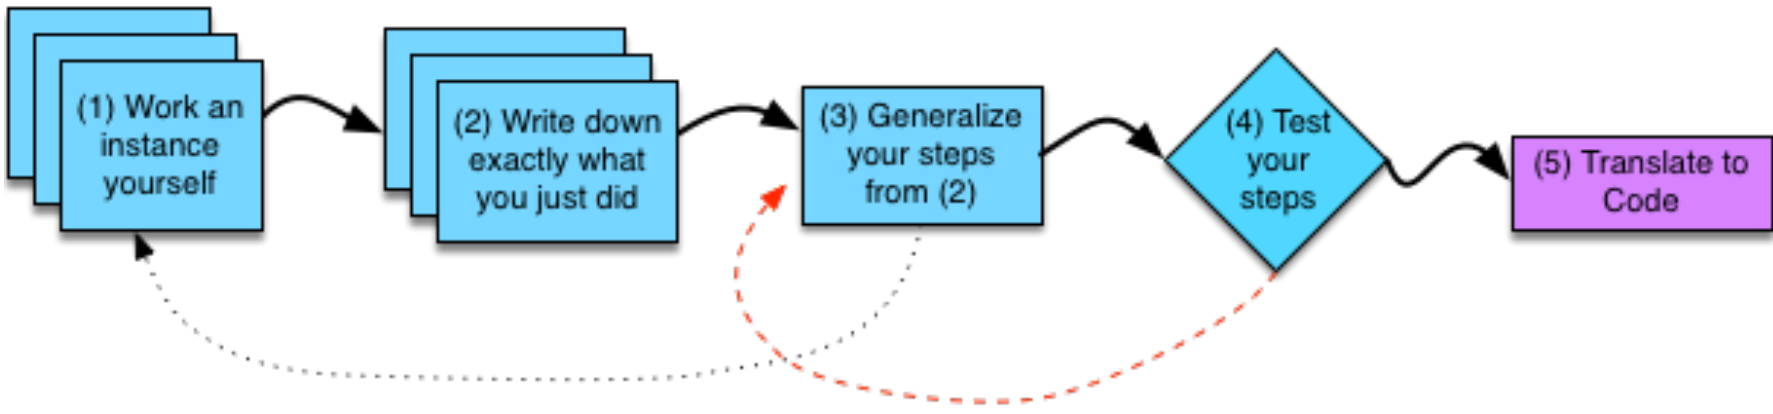 (1) Work an
instance
yourself
(2) Write down
exactly what
you just did
(3) Generalize
your steps
from (2)
(4) Test
your
steps
(5) Translate to
Code